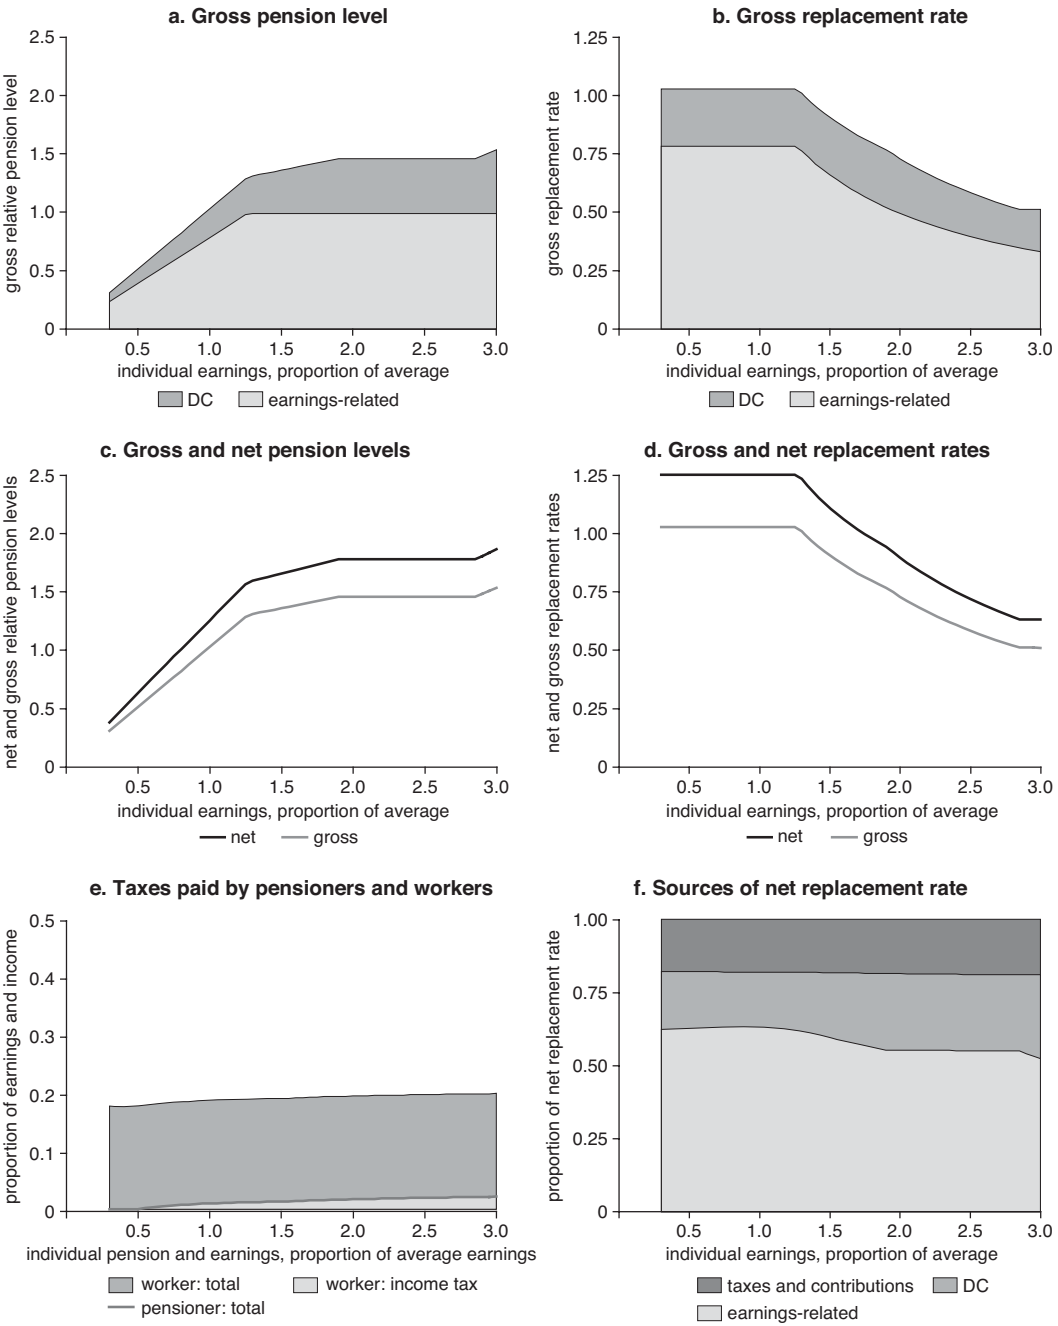 a. Gross pension level
gross relative pension level
2.5
2.0
1.5
1.0
0.5
0
0.5 1.0 1.5 2.0 2.5 3.0
individual earnings, proportion of average
DC earnings-related
b. Gross replacement rate
gross replacement rate
1.25
1.00
0.75
0.50
0.25
0
0.5 1.0 1.5 2.0 2.5 3.0
individual earnings, proportion of average
DC earnings-related
c. Gross and net pension levels
net and gross relative pension levels
2.5
2.0
1.5
1.0
0.5
0
0.5 1.0 1.5 2.0 2.5 3.0
individual earnings, proportion of average
net gross
d. Gross and net replacement rates
net and gross replacement rates
1.25
1.00
0.75
0.50
0.25
0
0.5 1.0 1.5 2.0 2.5 3.0
individual earnings, proportion of average
net gross
e. Taxes paid by pensioners and workers
proportion of earnings and income
0.5
0.4
0.3
0.2
0.1
0
0.5 1.0 1.5 2.0 2.5 3.0
individual pension and earnings, proportion of average earnings
worker: total worker: income tax
pensioner: total
f. Sources of net replacement rate
proportion of net replacement rate
1.00
0.75
0.50
0.25
0
0.5 1.0 1.5 2.0 2.5 3.0
individual earnings, proportion of average
taxes and contributions DC
earnings-related